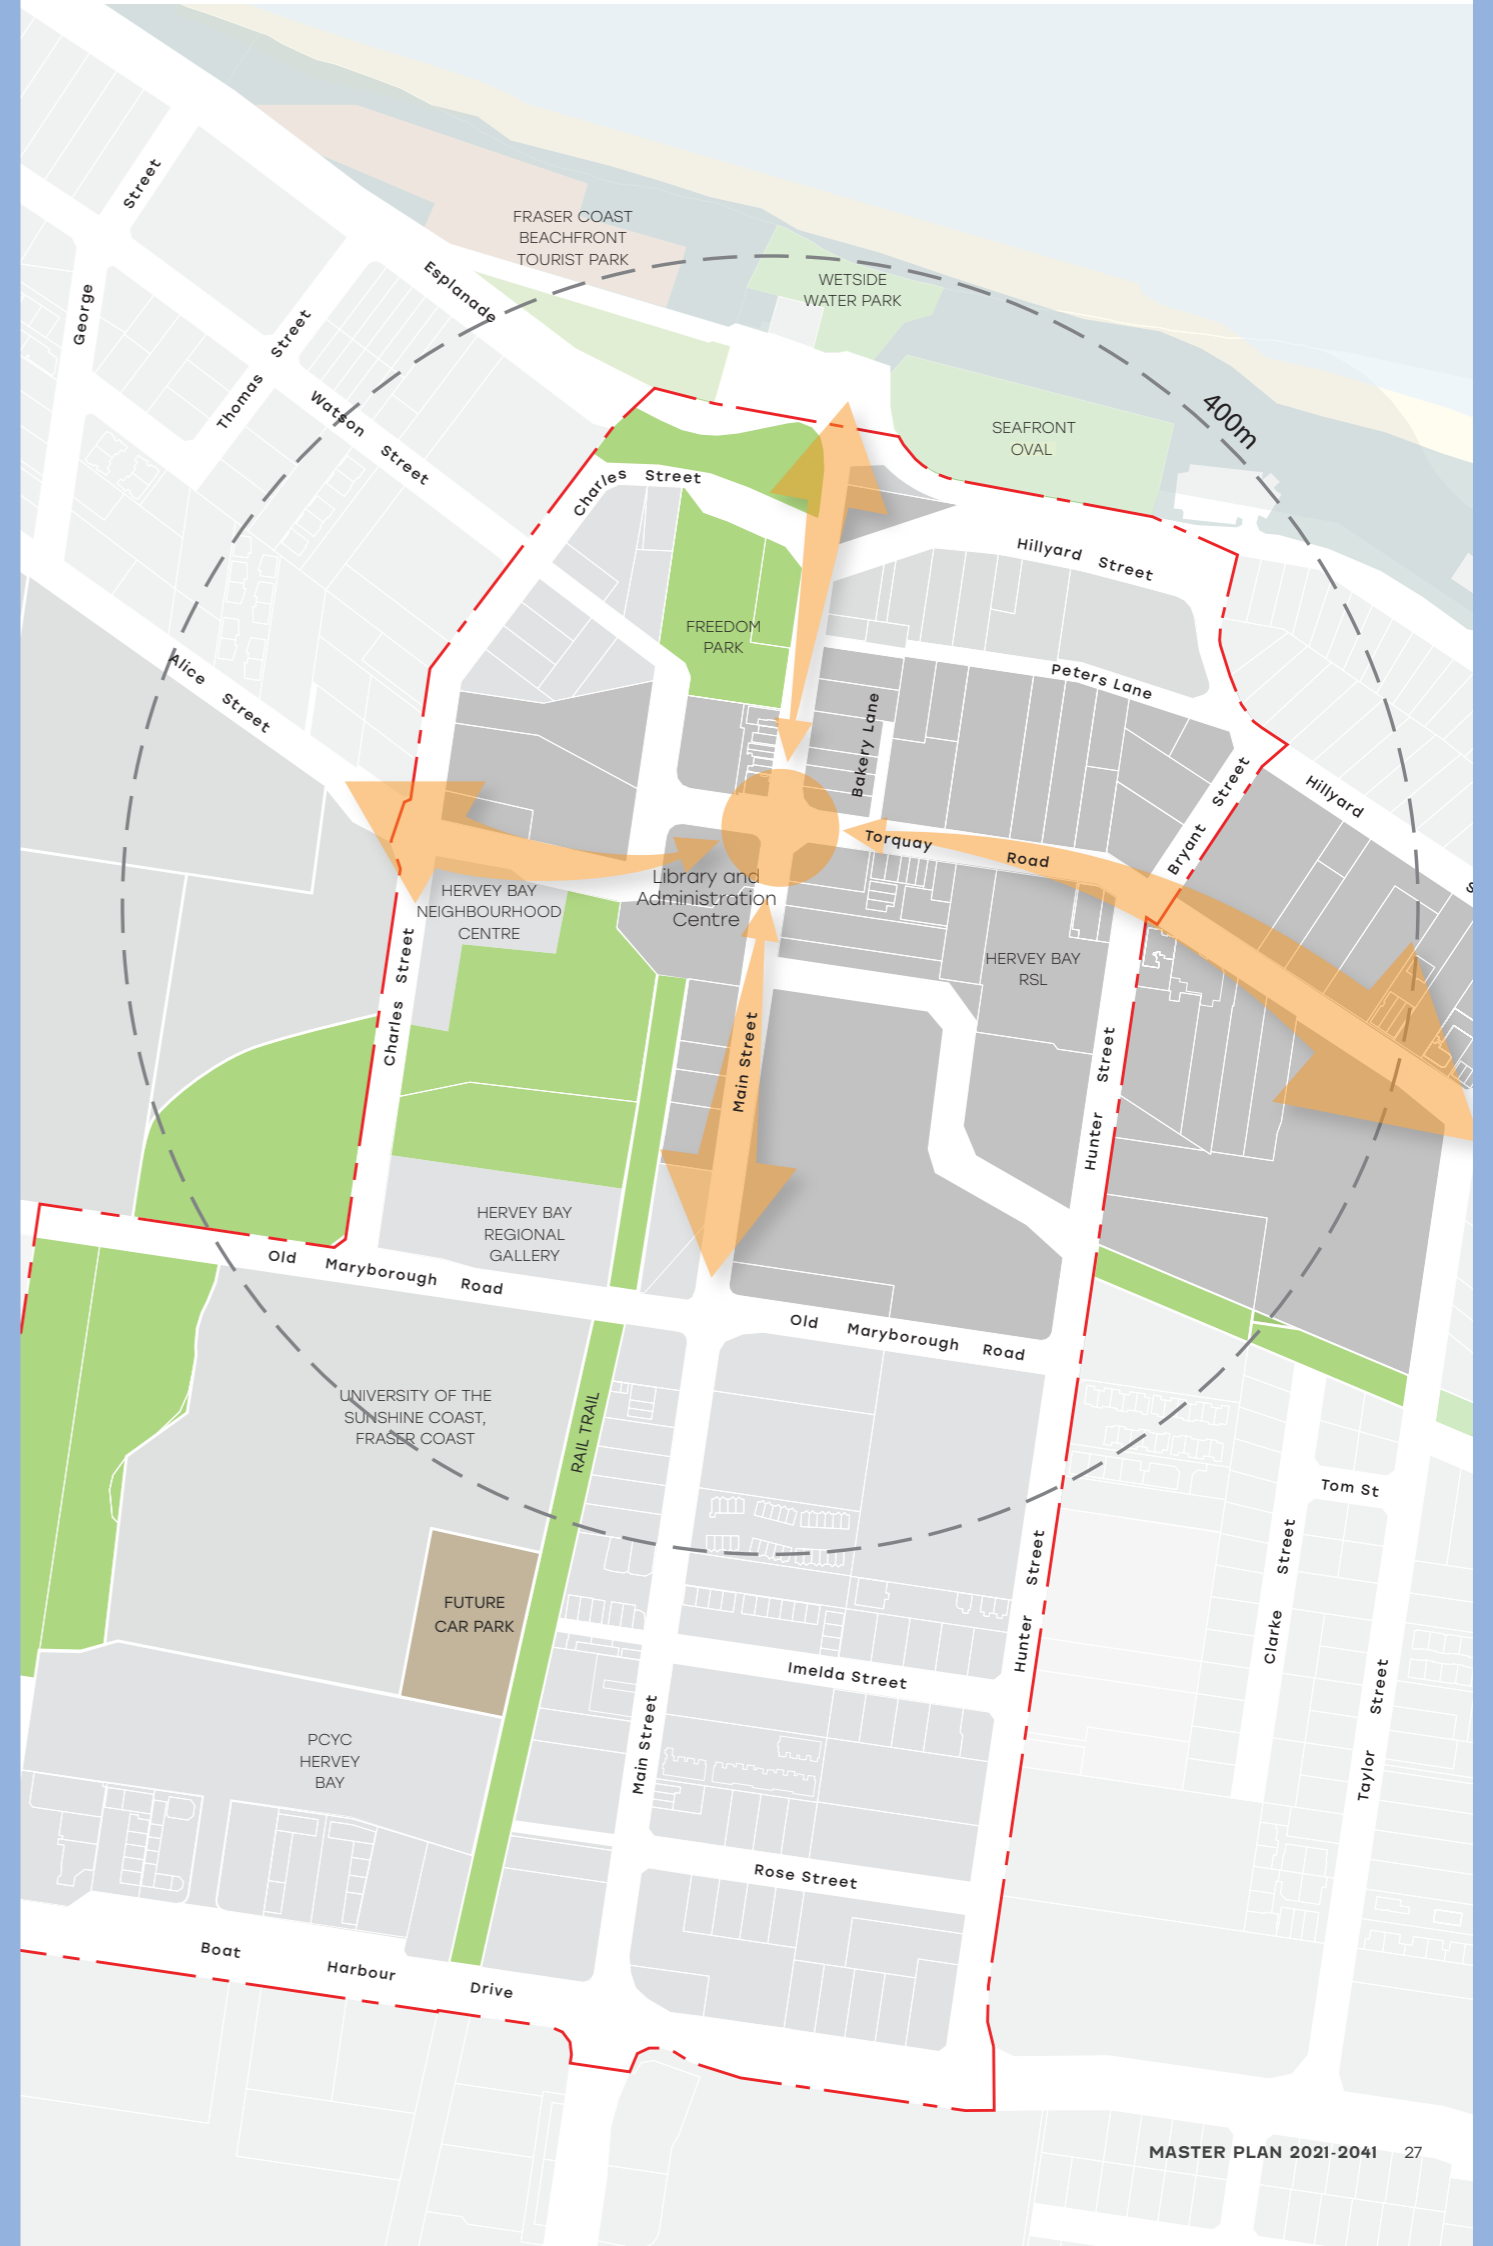 Street
George
Thomas Street
Esplanade
FRASER COAST
BEACHFRONT
TOURIST PARK
WETSIDE
WATER PARK
400m
SEAFRONT
OVAL
Watson Street
Charles Street
Hillyard Street
FREEDOM
PARK
Alice Street
Peters Lane
Bakery Lane
Hillyard
S
Bryant Street
Torquay Road
Library and
Administration
Centre
HERVEY BAY
NEIGHBOURHOOD
CENTRE
HERVEY BAY
RSL
Charles Street
Main Street
Hunter Street
HERVEY BAY
REGIONAL
GALLERY
Old Maryborough Road
Old Maryborough Road
UNIVERSITY OF THE
SUNSHINE COAST,
FRASER COAST
RAIL TRAIL
Tom St
FUTURE
CAR PARK
Hunter Street
Clarke Street
Taylor Street
Imelda Street
Main Street
PCYC
HERVEY
BAY
Rose Street
Boat Harbour Drive
MASTER PLAN 2021-2041 27